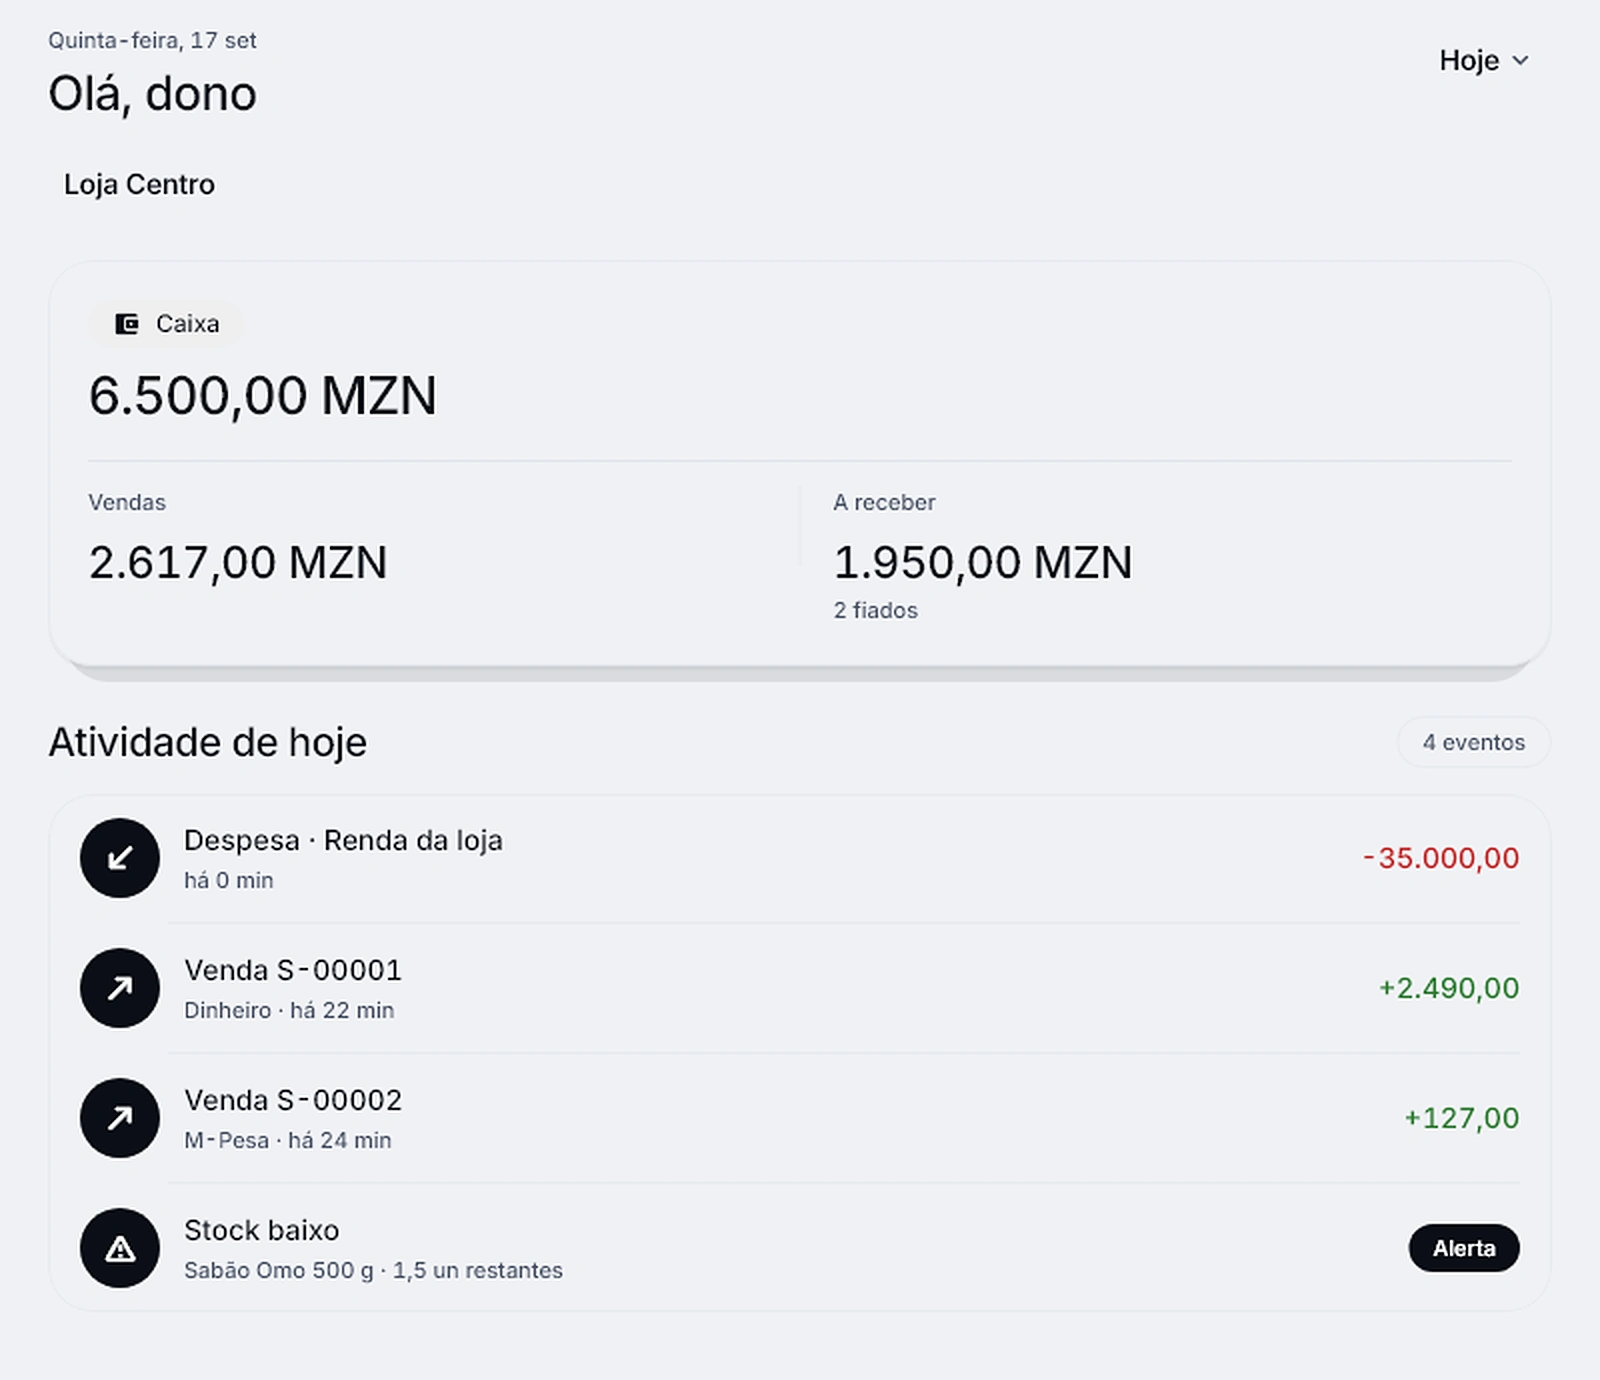 Quinta-feira, 17 set
Olá, dono
Hoje
Loja Centro
Caixa
6.500,00 MZN
Vendas
2.617,00 MZN
A receber
1.950,00 MZN
2 fiados
Atividade de hoje
4 eventos
Despesa · Renda da loja
há 0 min
-35.000,00
Venda S-00001
Dinheiro · há 22 min
+2.490,00
Venda S-00002
M-Pesa · há 24 min
+127,00
Stock baixo
Sabão Omo 500 g · 1,5 un restantes
Alerta